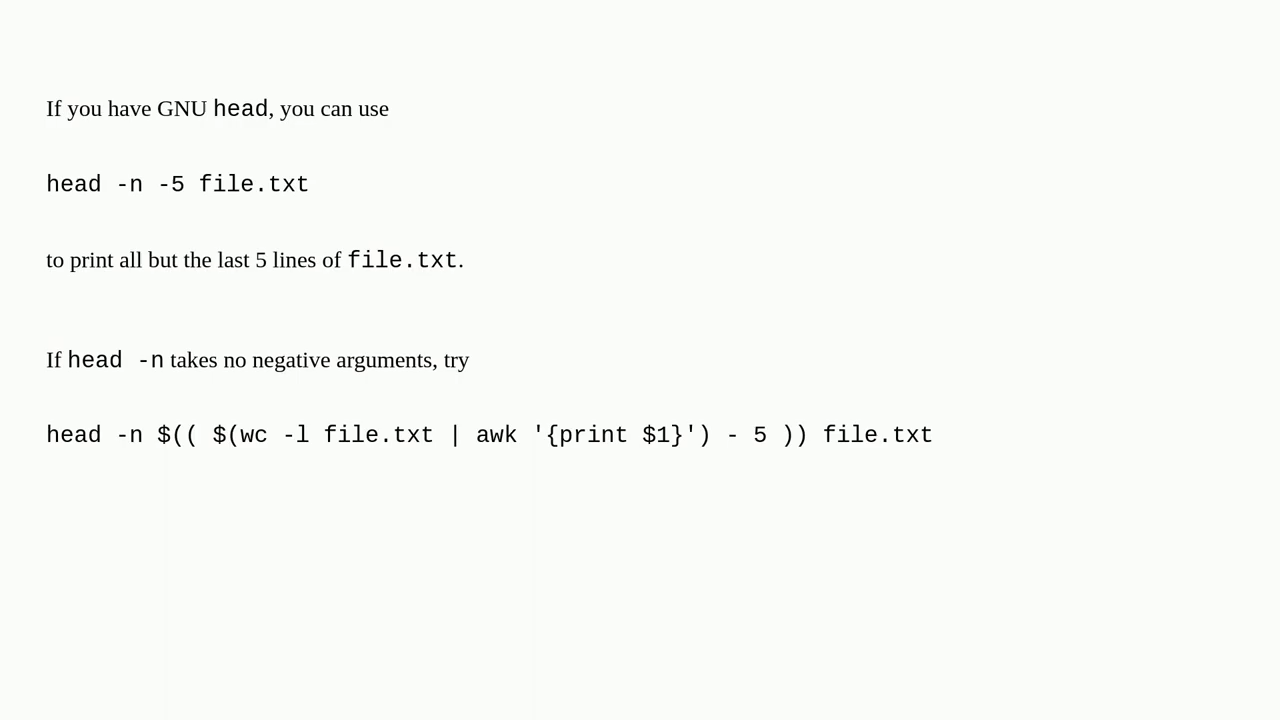 If you have GNU head, you can use
head -n -5 file.txt
to print all but the last 5 lines of file.txt.
If head -n takes no negative arguments, try
head -n $(( $(wc -l file.txt | awk '{print $1}') - 5 )) file.txt